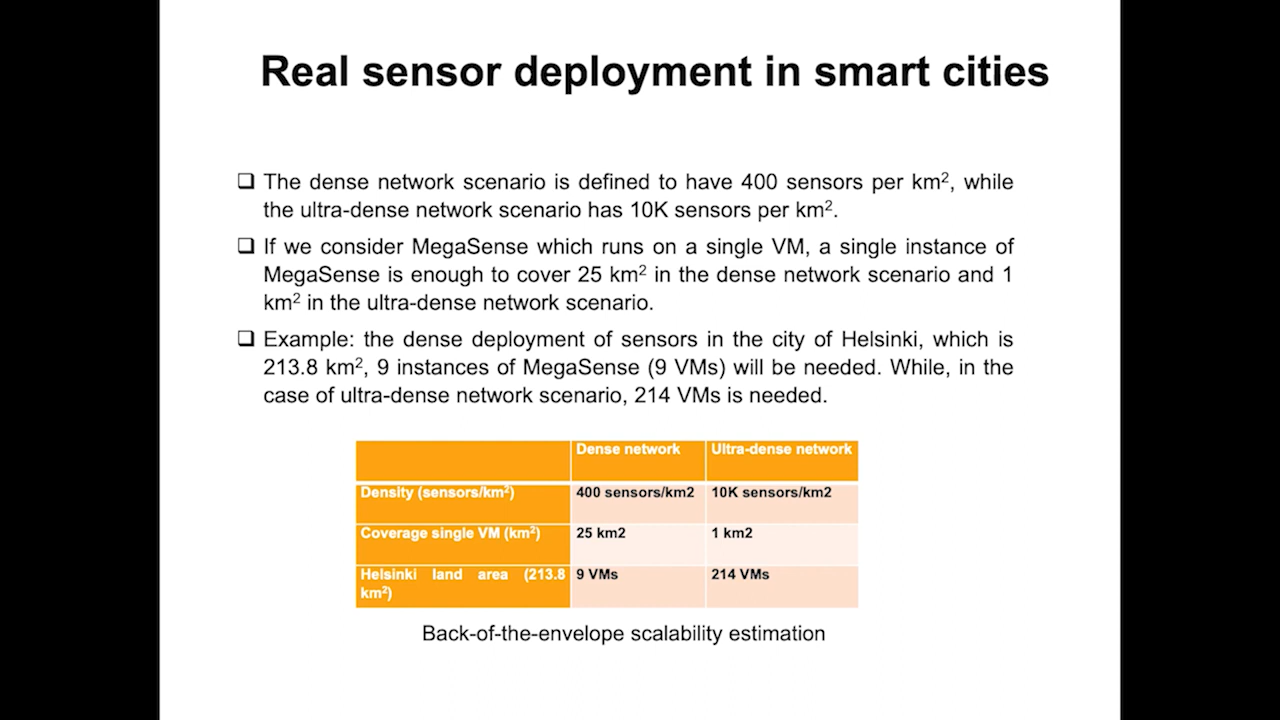 Real sensor deployment in smart cities
❑ The dense network scenario is defined to have 400 sensors per km², while
the ultra-dense network scenario has 10K sensors per km².
❑ If we consider MegaSense which runs on a single VM, a single instance of
MegaSense is enough to cover 25 km² in the dense network scenario and 1
km² in the ultra-dense network scenario.
❑ Example: the dense deployment of sensors in the city of Helsinki, which is
213.8 km², 9 instances of MegaSense (9 VMs) will be needed. While, in the
case of ultra-dense network scenario, 214 VMs is needed.
Dense network Ultra-dense network
Density (sensors/km²) 400 sensors/km2 10K sensors/km2
Coverage single VM (km²) 25 km2 1 km2
Helsinki land area (213.8 9 VMs 214 VMs
km²)
Back-of-the-envelope scalability estimation